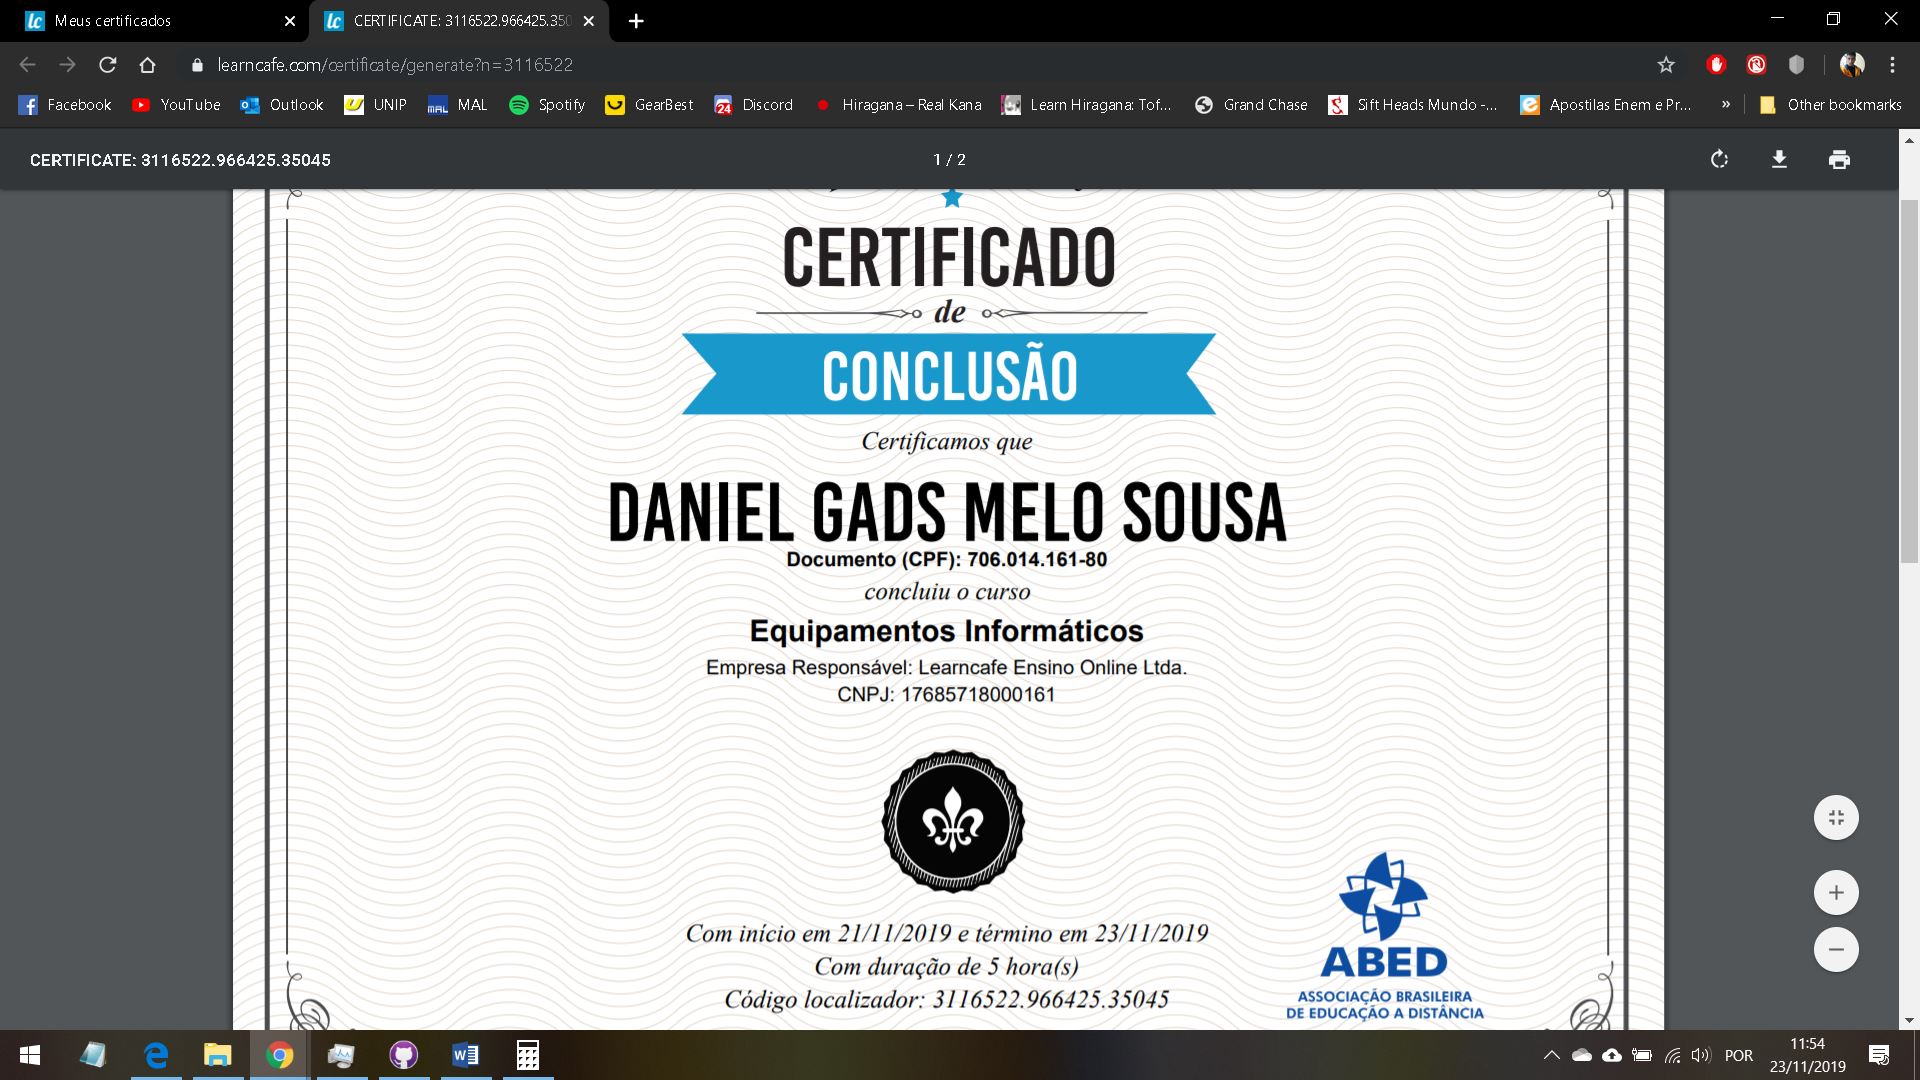 Meus certificados
CERTIFICATE: 3116522.966425.350
learncafe.com/certificate/generate?n=3116522
Facebook
YouTube
Outlook
UNIP
MAL
Spotify
GearBest
24
Discord
Hiragana – Real Kana
Learn Hiragana: Tof...
Grand Chase
Sift Heads Mundo -...
Apostilas Enem e Pr...
»
Other bookmarks
CERTIFICATE: 3116522.966425.35045
1 / 2
CERTIFICADO
de
CONCLUSÃO
Certificamos que
DANIEL GADS MELO SOUSA
Documento (CPF): 706.014.161-80
concluiu o curso
Equipamentos Informáticos
Empresa Responsável: Learncafe Ensino Online Ltda.
CNPJ: 17685718000161
Com início em 21/11/2019 e término em 23/11/2019
Com duração de 5 hora(s)
Código localizador: 3116522.966425.35045
ABED
ASSOCIAÇÃO BRASILEIRA
DE EDUCAÇÃO A DISTÂNCIA
POR
11:54
23/11/2019